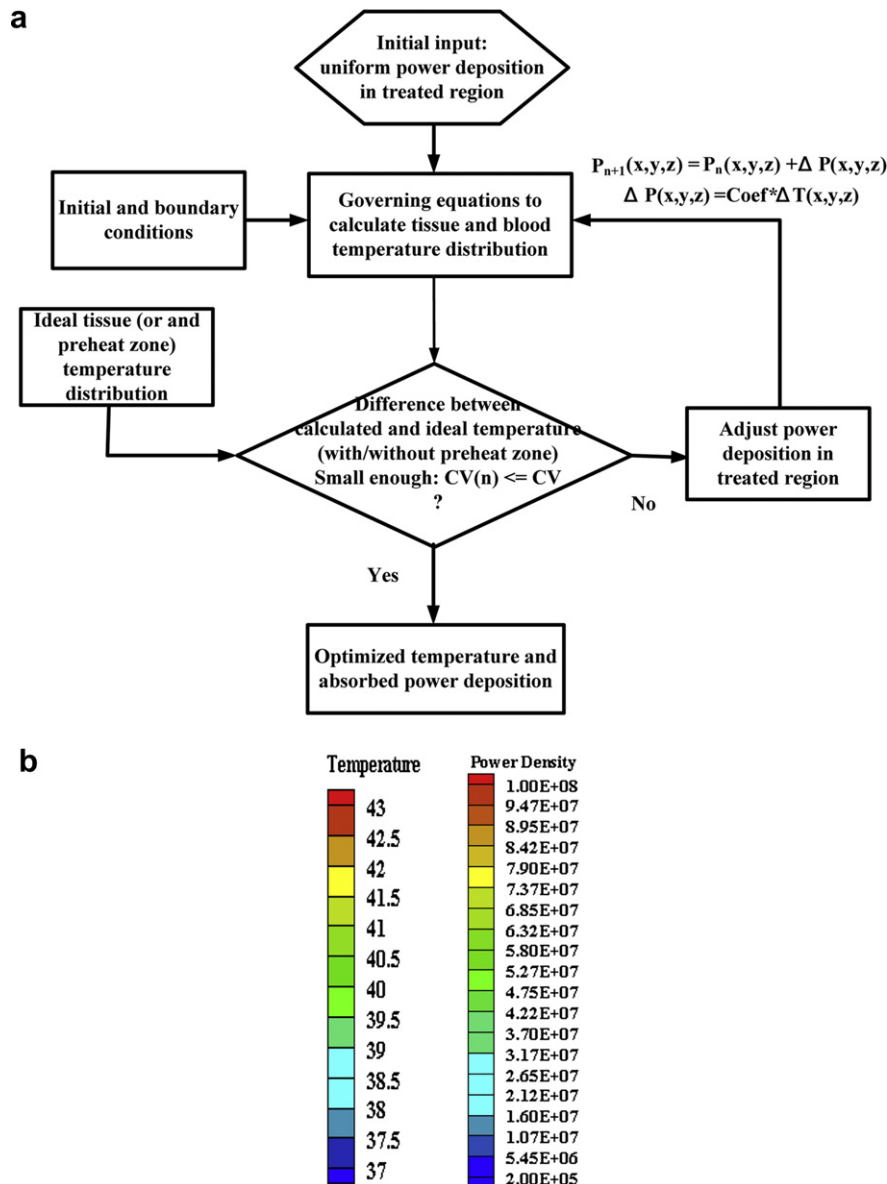 a
Initial input:
uniform power deposition
in treated region
P_{n+1}(x,y,z) = P_n(x,y,z) +Δ P(x,y,z)
Δ P(x,y,z) =Coef*Δ T(x,y,z)
Initial and boundary
conditions
Governing equations to
calculate tissue and blood
temperature distribution
Ideal tissue (or and
preheat zone)
temperature
distribution
Difference between
calculated and ideal temperature
(with/without preheat zone)
Small enough: CV(n) <= CV
?
Adjust power
deposition in
treated region
No
Yes
Optimized temperature and
absorbed power deposition
b
Temperature
43
42.5
42
41.5
41
40.5
40
39.5
39
38.5
38
37.5
37
Power Density
1.00E+08
9.47E+07
8.95E+07
8.42E+07
7.90E+07
7.37E+07
6.85E+07
6.32E+07
5.80E+07
5.27E+07
4.75E+07
4.22E+07
3.70E+07
3.17E+07
2.65E+07
2.12E+07
1.60E+07
1.07E+07
5.45E+06
2.00E+05